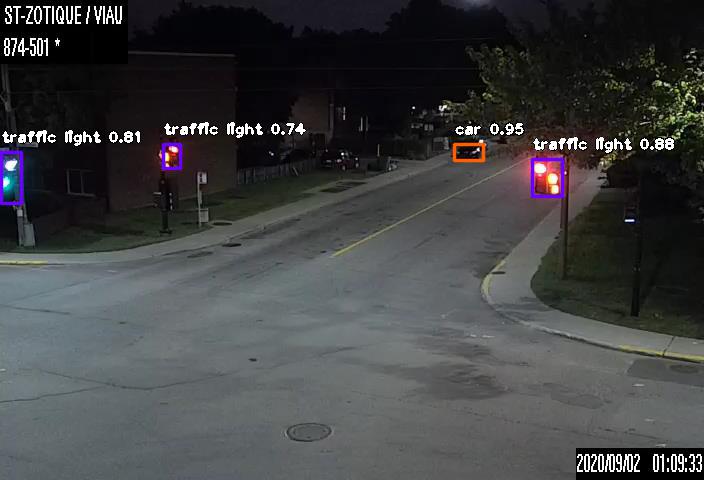 ST-ZOTIQUE / VIAU
874-501 *
traffic light 0.81
traffic light 0.74
car 0.95
traffic light 0.88
2020/09/02 01:09:33